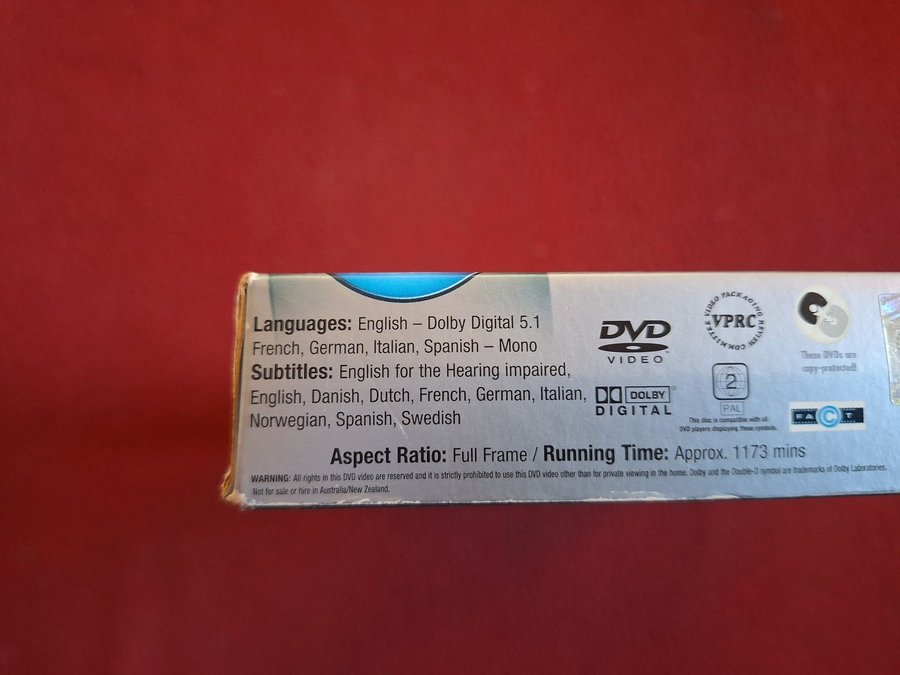 Languages: English – Dolby Digital 5.1
French, German, Italian, Spanish – Mono
Subtitles: English for the Hearing impaired,
English, Danish, Dutch, French, German, Italian,
Norwegian, Spanish, Swedish
DVD
VIDEO™
DOLBY®
DIGITAL
VIDEO PACKAGING REVIEW COMMITTEE
VPRC
2
PAL
This disc is compatible with all
DVD players displaying these symbols.
These DVDs are
copy-protected!
FACT
Aspect Ratio: Full Frame / Running Time: Approx. 1173 mins
WARNING: All rights in this DVD video are reserved and it is strictly prohibited to use this DVD video other than for private viewing in the home. Dolby and the Double-D symbol are trademarks of Dolby Laboratories.
Not for sale or hire in Australia/New Zealand.